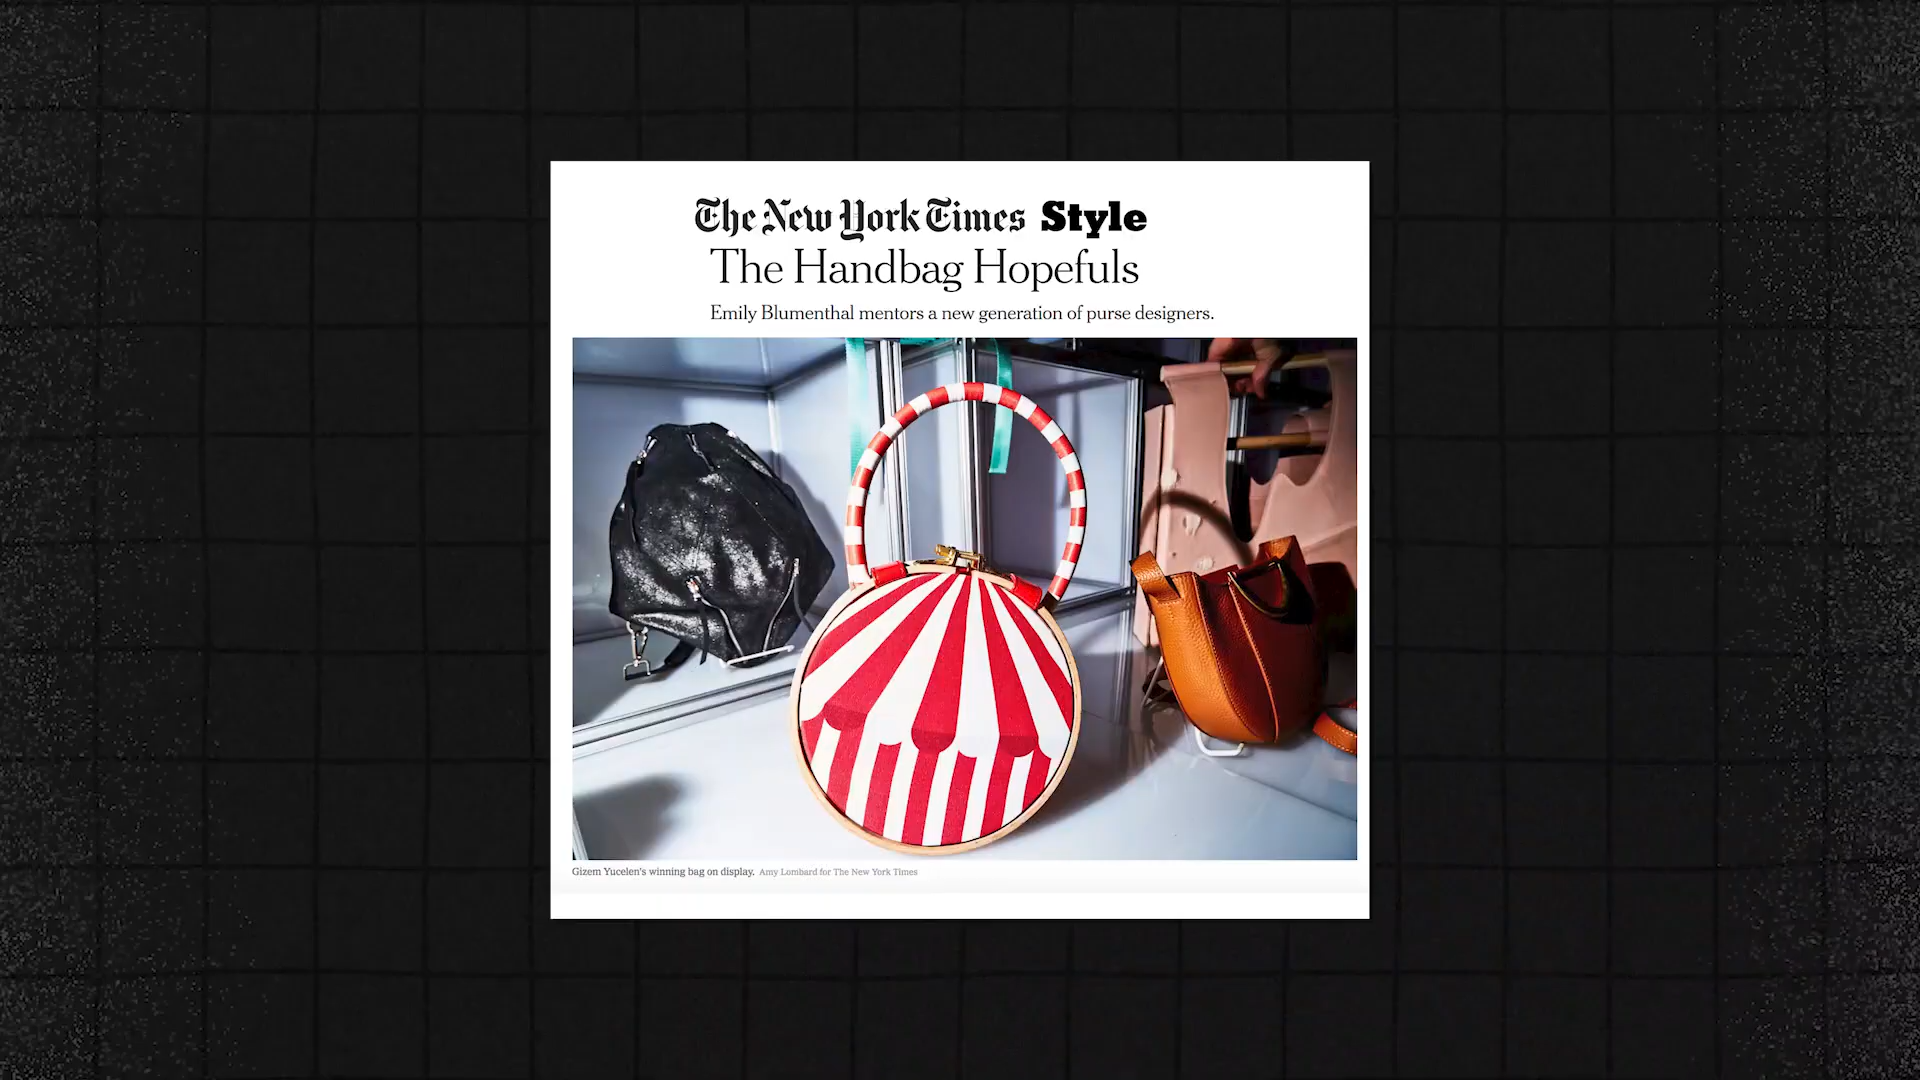 The New York Times Style
The Handbag Hopefuls
Emily Blumenthal mentors a new generation of purse designers.
Gizem Yucelen's winning bag on display. Amy Lombard for The New York Times